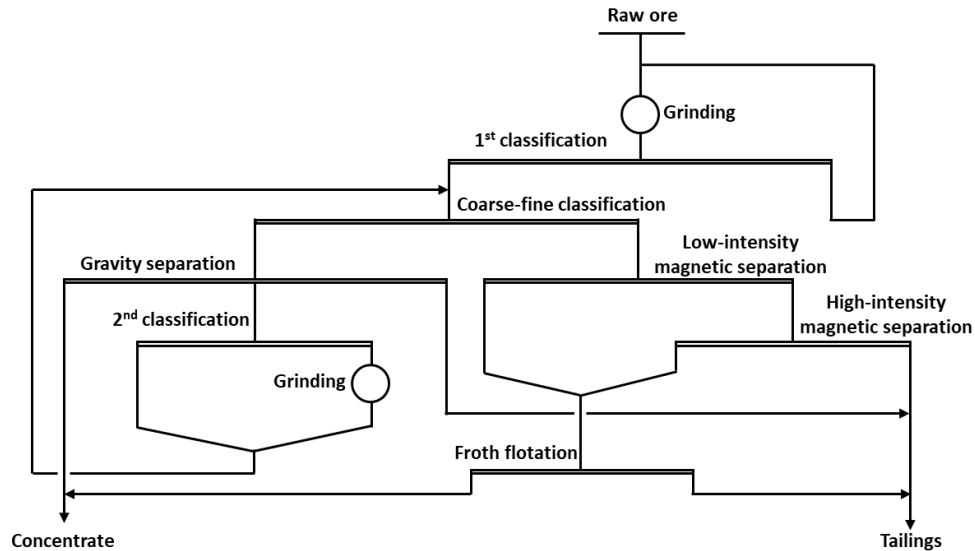 Raw ore
Grinding
1st classification
Coarse-fine classification
Low-intensity
magnetic separation
Gravity separation
High-intensity
magnetic separation
2nd classification
Grinding
Froth flotation
Concentrate
Tailings